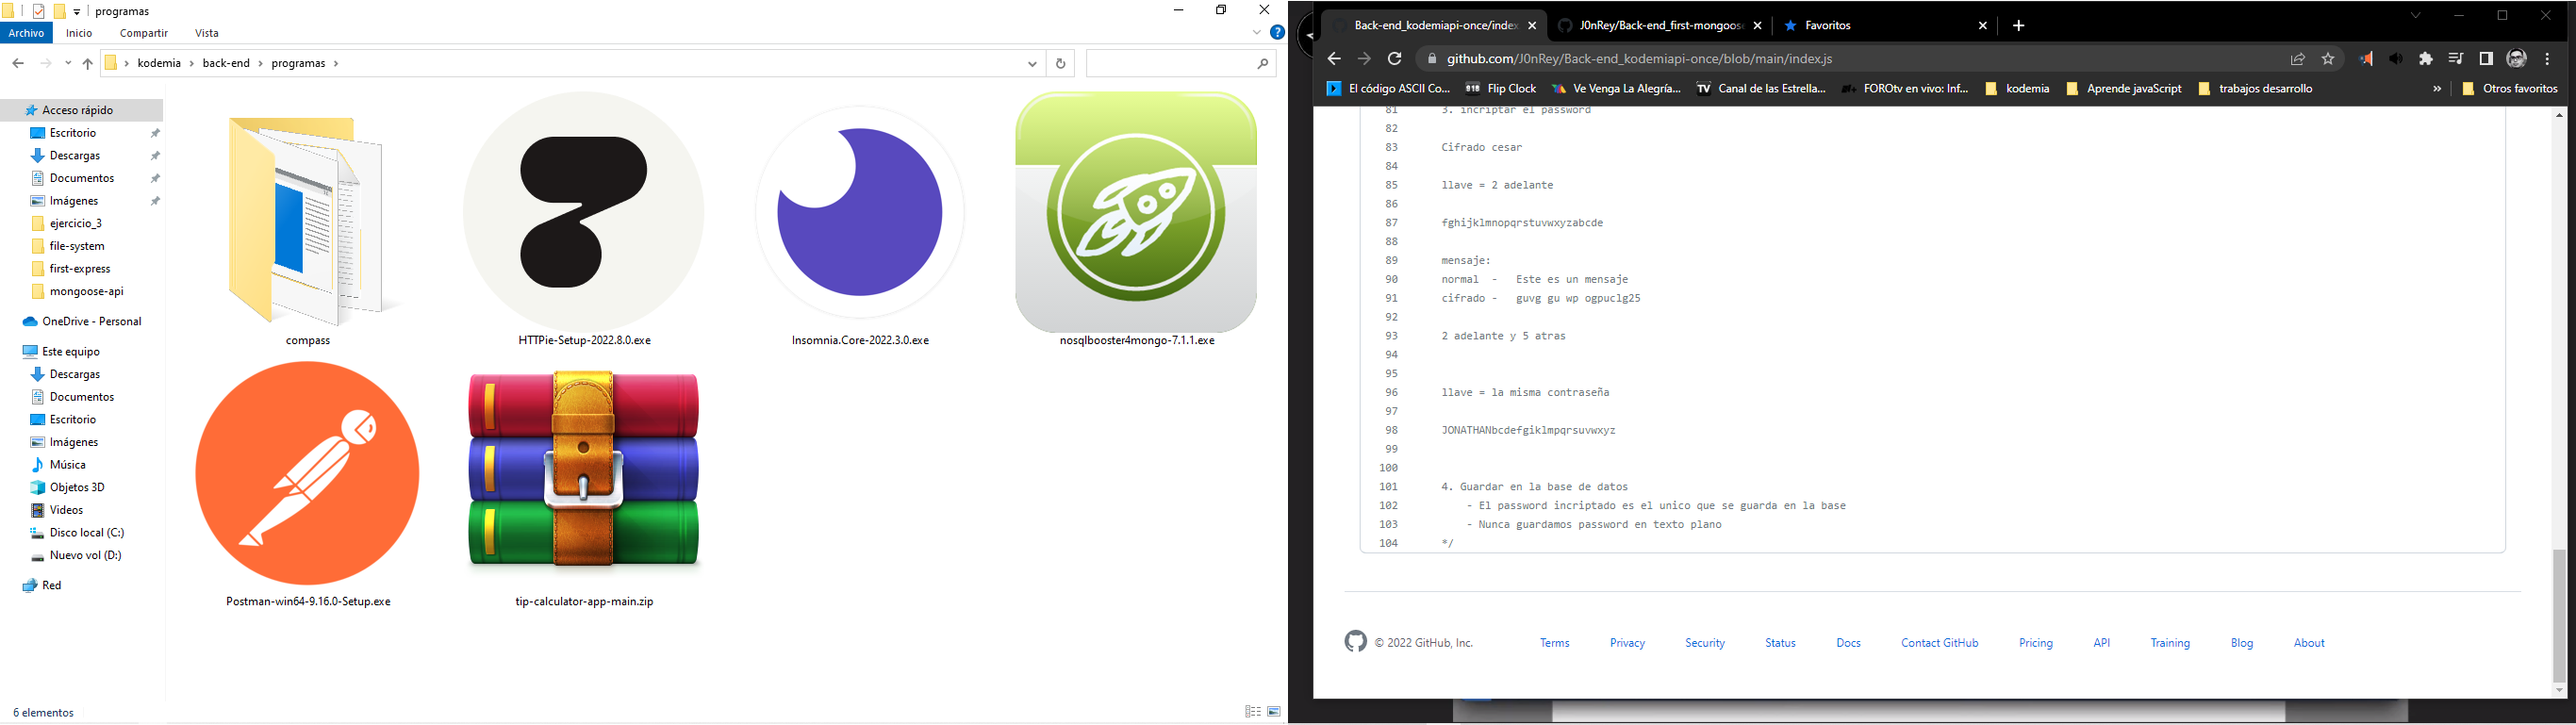 programas
Archivo Inicio Compartir Vista
kodemia › back-end › programas ›
Acceso rápido
Escritorio
Descargas
Documentos
Imágenes
ejercicio_3
file-system
first-express
mongoose-api
OneDrive - Personal
Este equipo
Descargas
Documentos
Escritorio
Imágenes
Música
Objetos 3D
Videos
Disco local (C:)
Nuevo vol (D:)
Red
compass
HTTPie-Setup-2022.8.0.exe
Insomnia.Core-2022.3.0.exe
nosqlbooster4mongo-7.1.1.exe
Postman-win64-9.16.0-Setup.exe
tip-calculator-app-main.zip
6 elementos
Back-end_kodemiapi-once/index
J0nRey/Back-end_first-mongoose
Favoritos
github.com/J0nRey/Back-end_kodemiapi-once/blob/main/index.js
El código ASCII Co...
Flip Clock
Ve Venga La Alegría...
TV Canal de las Estrella...
FOROtv en vivo: Inf...
kodemia
Aprende javaScript
trabajos desarrollo
»
Otros favoritos
81 3. incriptar el password
82
83 Cifrado cesar
84
85 llave = 2 adelante
86
87 fghijklmnopqrstuvwxyzabcde
88
89 mensaje:
90 normal - Este es un mensaje
91 cifrado - guvg gu wp ogpuclg25
92
93 2 adelante y 5 atras
94
95
96 llave = la misma contraseña
97
98 JONATHANbcdefgiklmpqrsuvwxyz
99
100
101 4. Guardar en la base de datos
102 - El password incriptado es el unico que se guarda en la base
103 - Nunca guardamos password en texto plano
104 */
© 2022 GitHub, Inc.
Terms
Privacy
Security
Status
Docs
Contact GitHub
Pricing
API
Training
Blog
About